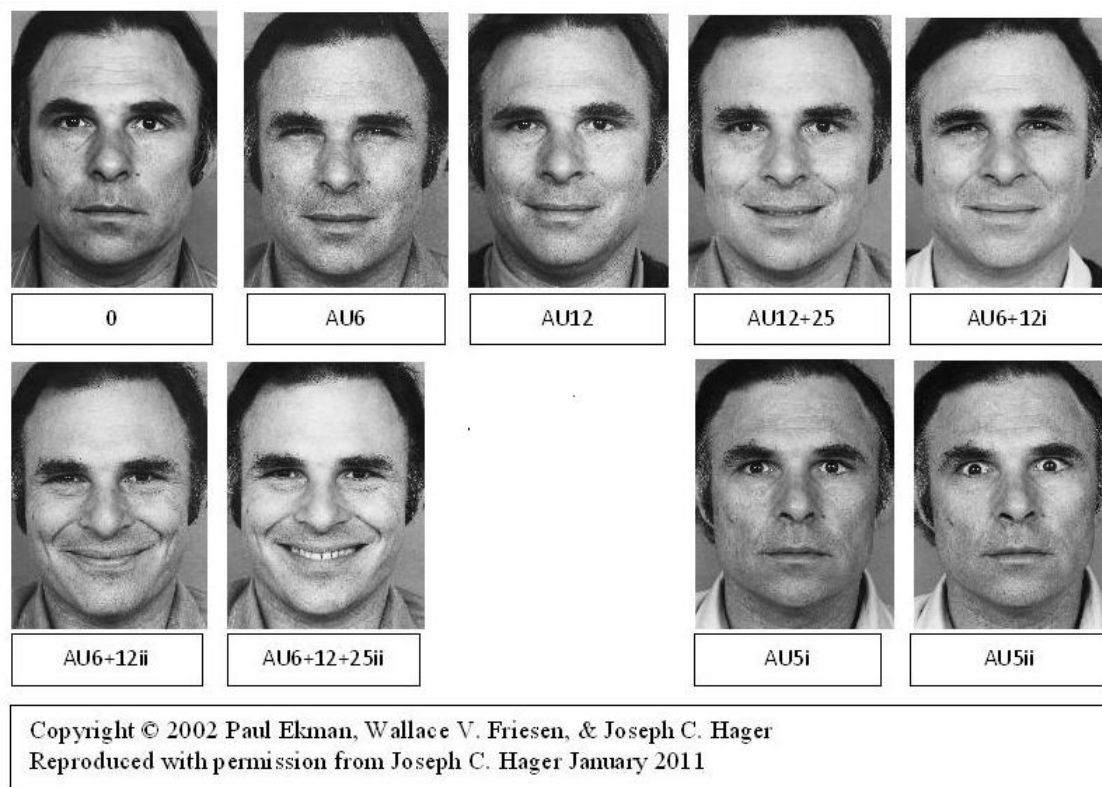 0
AU6
AU12
AU12+25
AU6+12i
AU6+12ii
AU6+12+25ii
AU5i
AU5ii
Copyright © 2002 Paul Ekman, Wallace V. Friesen, & Joseph C. Hager
Reproduced with permission from Joseph C. Hager January 2011